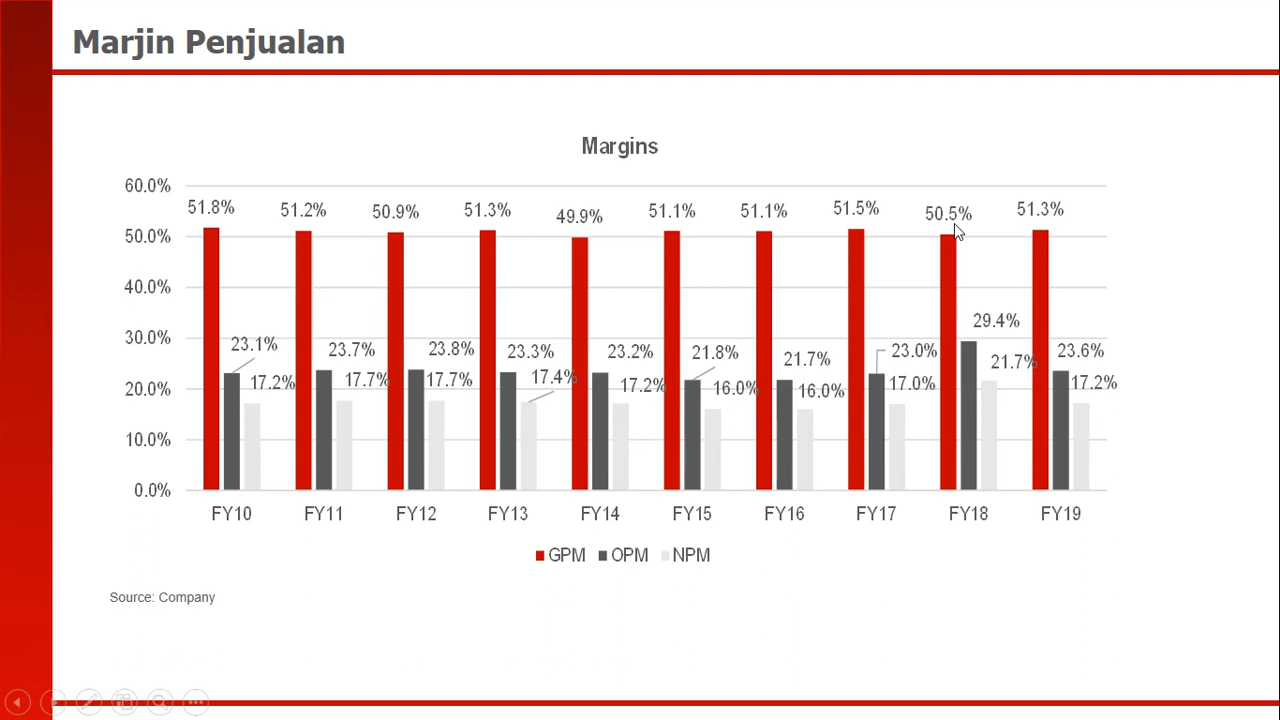 Marjin Penjualan
Margins
60.0%
50.0%
40.0%
30.0%
20.0%
10.0%
0.0%
51.8% 51.2% 50.9% 51.3% 49.9% 51.1% 51.1% 51.5% 50.5% 51.3%
23.1% 23.7% 23.8% 23.3% 23.2% 21.8% 21.7% 23.0% 29.4% 23.6%
17.2% 17.7% 17.7% 17.4% 17.2% 16.0% 16.0% 17.0% 21.7% 17.2%
FY10 FY11 FY12 FY13 FY14 FY15 FY16 FY17 FY18 FY19
GPM OPM NPM
Source: Company